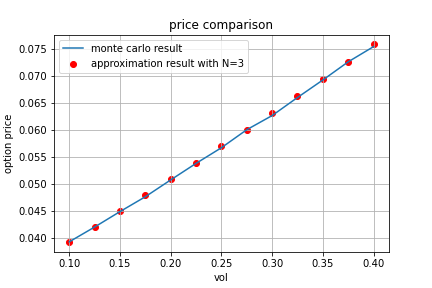 price comparison
monte carlo result
approximation result with N=3
option price
0.075
0.070
0.065
0.060
0.055
0.050
0.045
0.040
0.10 0.15 0.20 0.25 0.30 0.35 0.40
vol